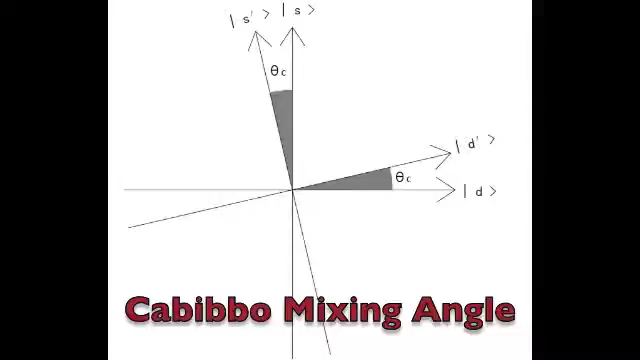 | s' > | s >
θc
| d' >
θc
| d >
Cabibbo Mixing Angle